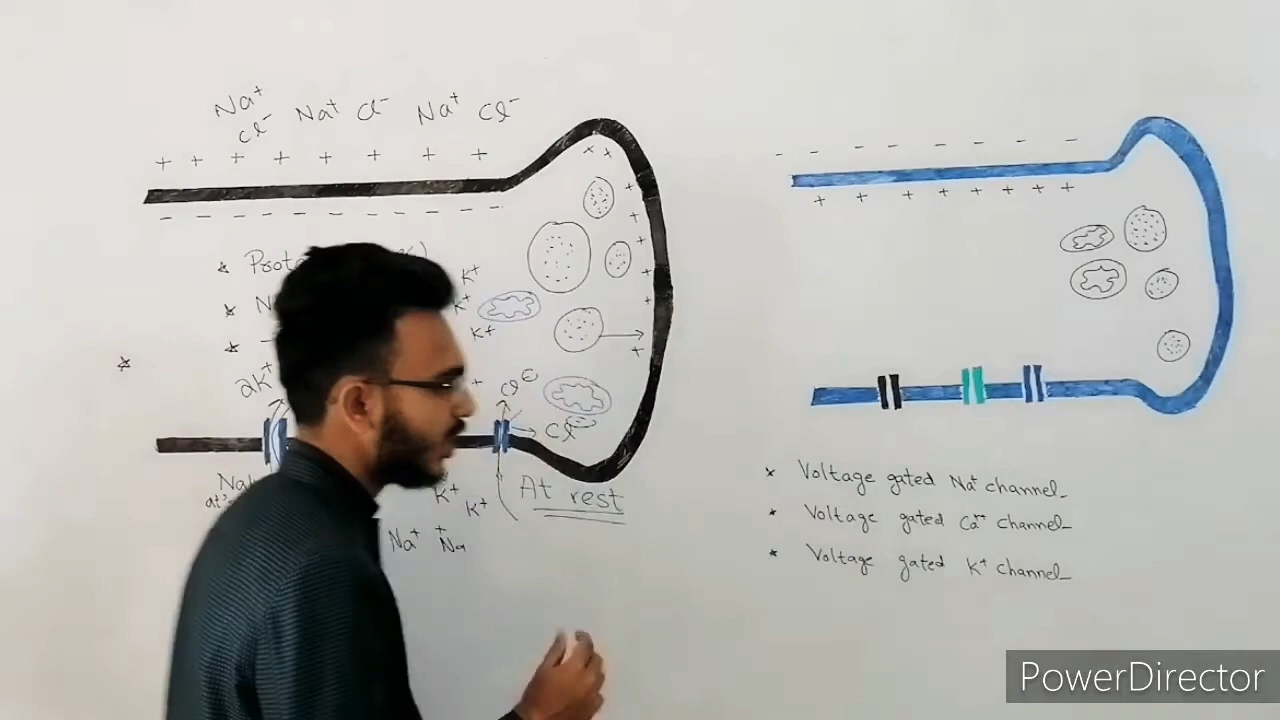 Na⁺ Na⁺ Cl⁻ Na⁺ Cl⁻
Cl⁻
+ + + + + + + +
- - - - - - - -
K⁺
K⁺
K⁺
2K⁺
Cl⊖
Cl⊖
K⁺ K⁺
At rest
Na⁺ Na⁺
- - - - - - -
+ + + + + + +
* Voltage gated Na⁺ channel
* Voltage gated Ca⁺⁺ channel
* Voltage gated K⁺ channel
PowerDirector